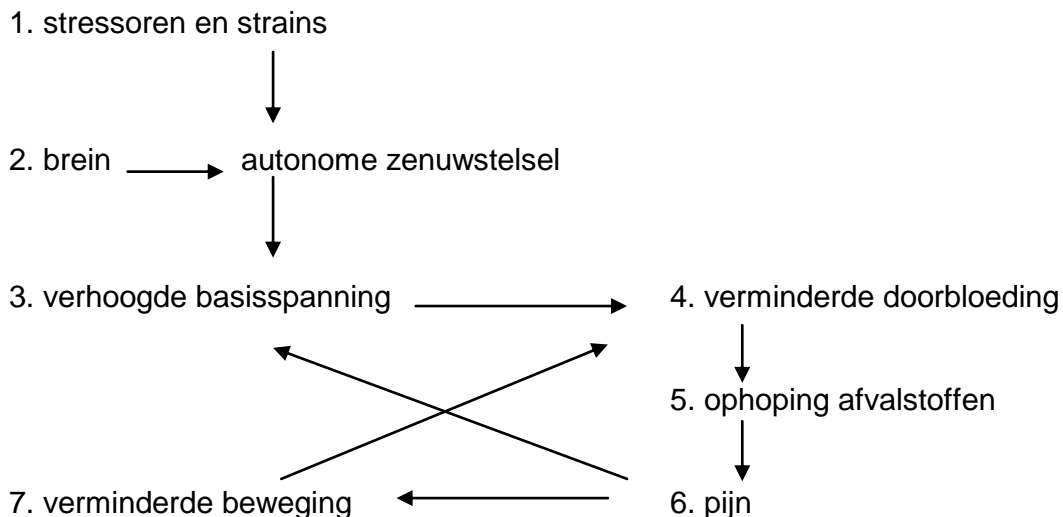 1. stressoren en strains
2. brein autonome zenuwstelsel
3. verhoogde basisspanning 4. verminderde doorbloeding
5. ophoping afvalstoffen
7. verminderde beweging 6. pijn